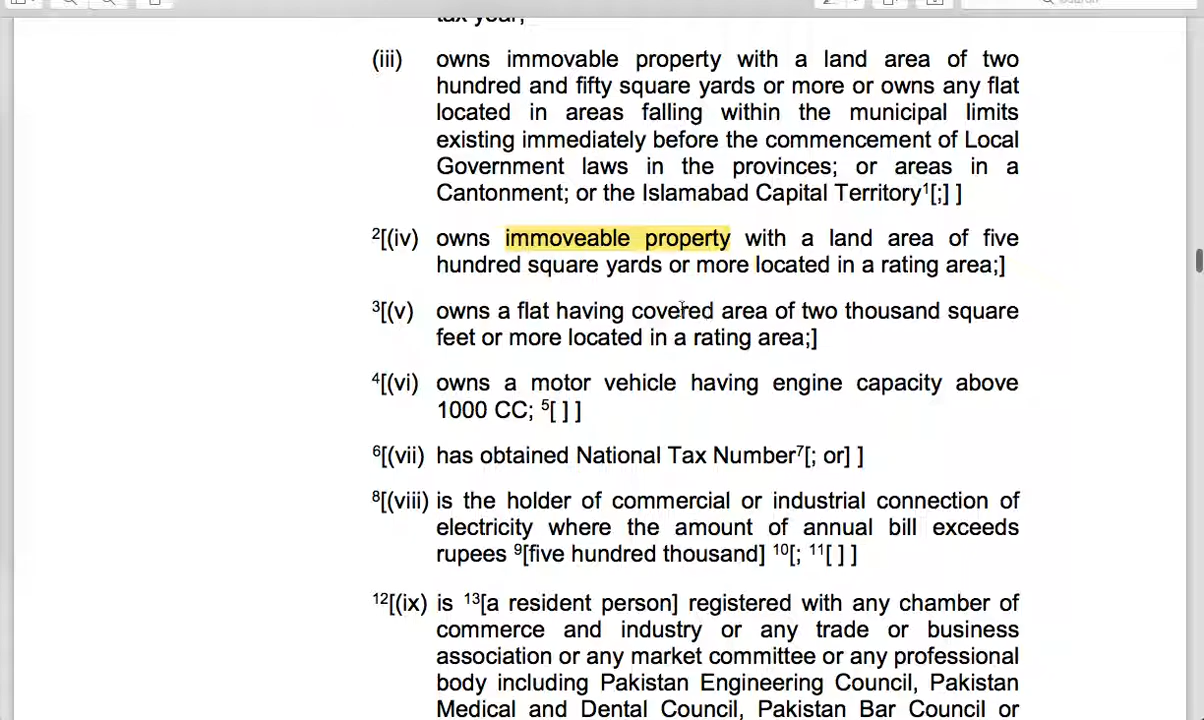 tax year;
(iii) owns immovable property with a land area of two
hundred and fifty square yards or more or owns any flat
located in areas falling within the municipal limits
existing immediately before the commencement of Local
Government laws in the provinces; or areas in a
Cantonment; or the Islamabad Capital Territory¹[;] ]
²[(iv) owns immoveable property with a land area of five
hundred square yards or more located in a rating area;]
³[(v) owns a flat having covered area of two thousand square
feet or more located in a rating area;]
⁴[(vi) owns a motor vehicle having engine capacity above
1000 CC; ⁵[ ] ]
⁶[(vii) has obtained National Tax Number⁷[; or] ]
⁸[(viii) is the holder of commercial or industrial connection of
electricity where the amount of annual bill exceeds
rupees ⁹[five hundred thousand] ¹⁰[; ¹¹[ ] ]
¹²[(ix) is ¹³[a resident person] registered with any chamber of
commerce and industry or any trade or business
association or any market committee or any professional
body including Pakistan Engineering Council, Pakistan
Medical and Dental Council, Pakistan Bar Council or